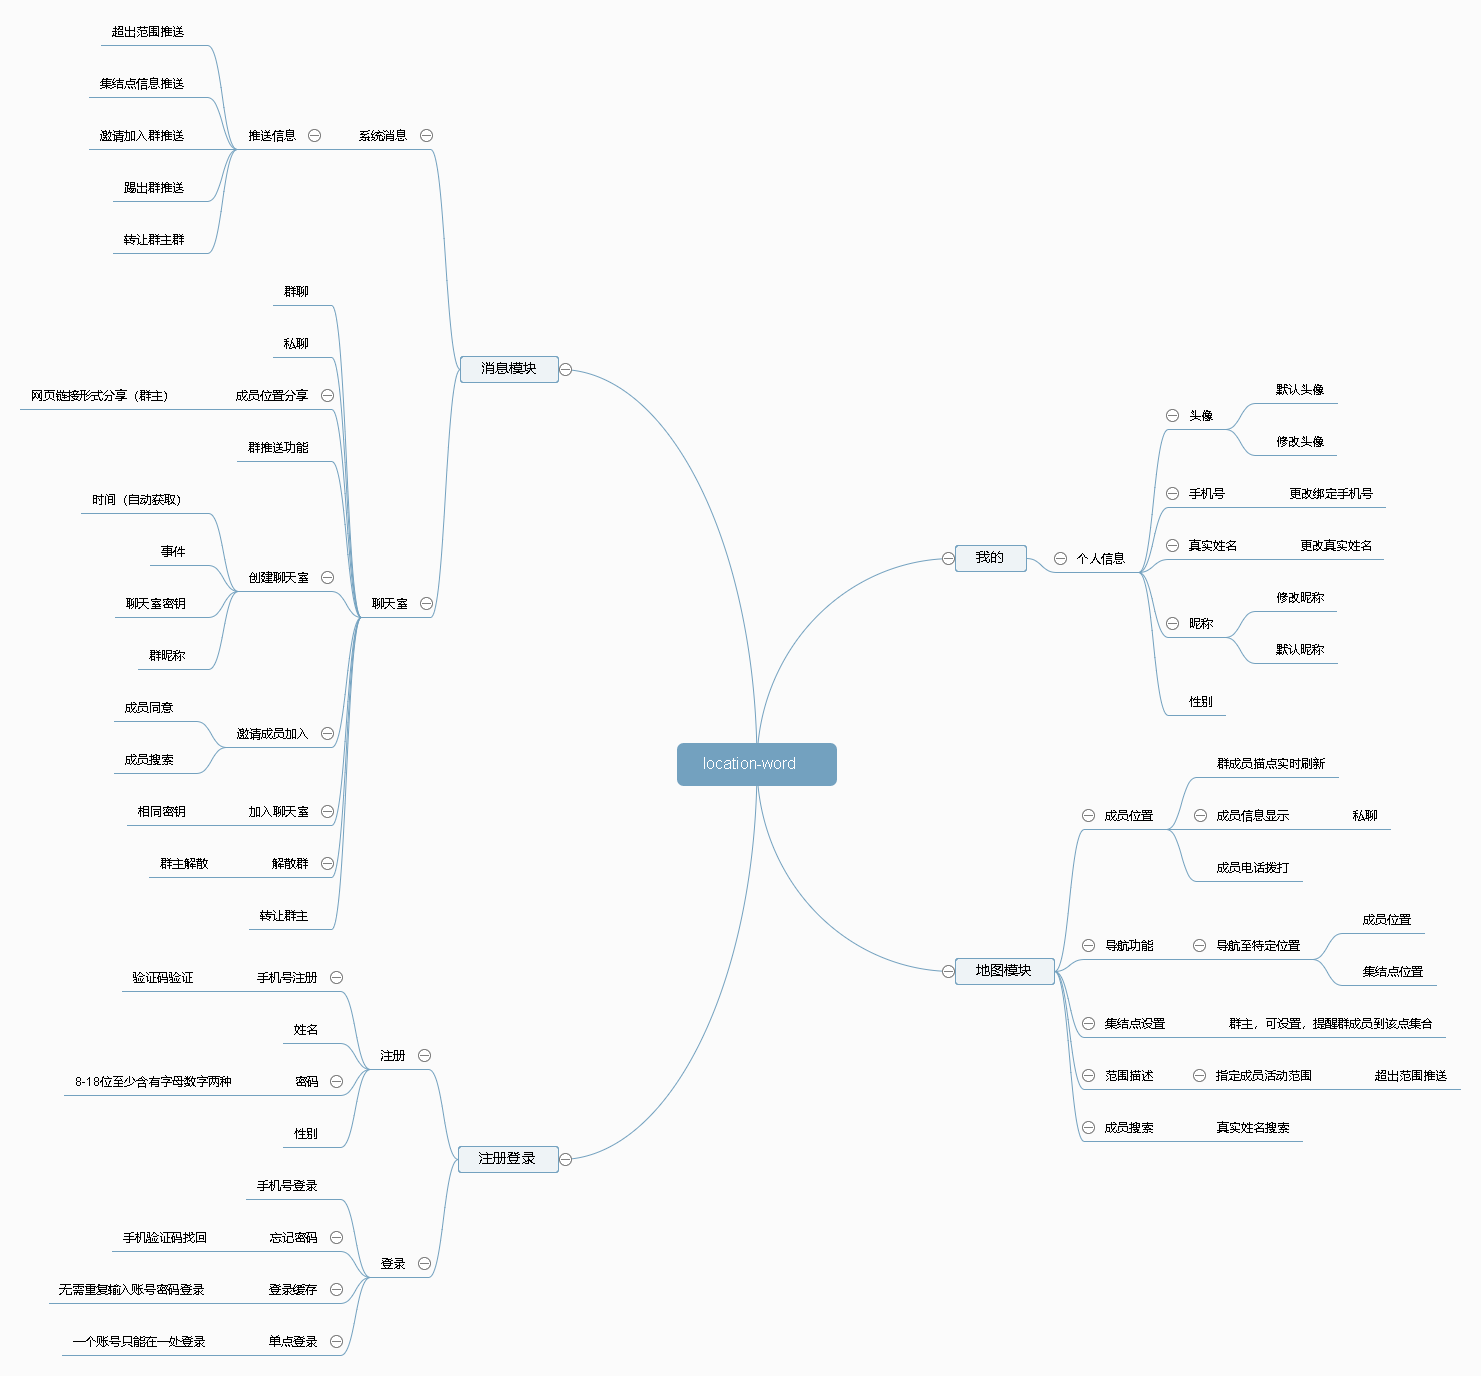 location-word
消息模块
系统消息
推送信息
超出范围推送
集结点信息推送
邀请加入群推送
踢出群推送
转让群主群
聊天室
群聊
私聊
成员位置分享
网页链接形式分享（群主）
群推送功能
创建聊天室
时间（自动获取）
事件
聊天室密钥
群昵称
邀请成员加入
成员同意
成员搜索
加入聊天室
相同密钥
解散群
群主解散
转让群主
注册登录
注册
手机号注册
验证码验证
姓名
密码
8-18位至少含有字母数字两种
性别
登录
手机号登录
忘记密码
手机验证码找回
登录缓存
无需重复输入账号密码登录
单点登录
一个账号只能在一处登录
我的
个人信息
头像
默认头像
修改头像
手机号
更改绑定手机号
真实姓名
更改真实姓名
昵称
修改昵称
默认昵称
性别
地图模块
成员位置
群成员描点实时刷新
成员信息显示
私聊
成员电话拨打
导航功能
导航至特定位置
成员位置
集结点位置
集结点设置
群主，可设置，提醒群成员到该点集合
范围描述
指定成员活动范围
超出范围推送
成员搜索
真实姓名搜索